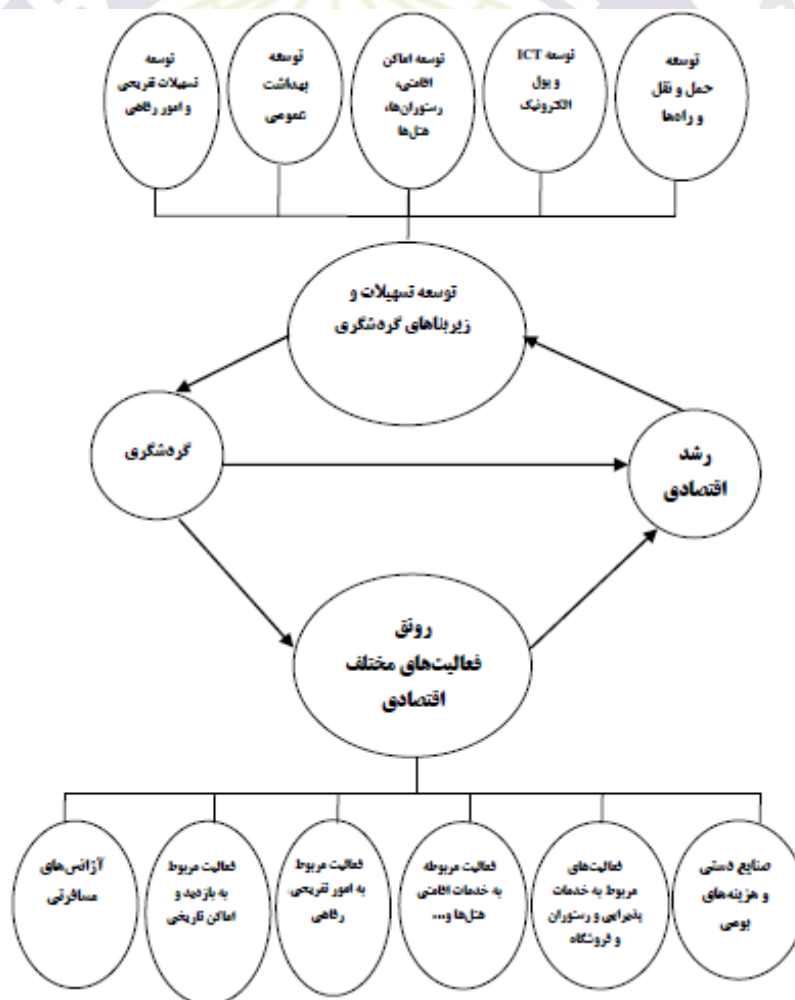 توسعه
حمل و نقل
و راه‌ها
توسعه ICT
و پول
الکترونیک
توسعه اماکن
اقامتی،
رستوران‌ها،
هتل‌ها
توسعه
بهداشت
عمومی
توسعه
تسهیلات تفریحی
و امور رفاهی
توسعه تسهیلات و
زیربناهای گردشگری
رشد
اقتصادی
گردشگری
رونق
فعالیت‌های مختلف
اقتصادی
صنایع دستی
و هزینه‌های
بومی
فعالیت‌های
مربوط به خدمات
پذیرایی و رستوران
و فروشگاه
فعالیت مربوطه
به خدمات اقامتی
هتل‌ها و...
فعالیت مربوط
به امور تفریحی،
رفاهی
فعالیت مربوط
به بازدید و
اماکن تاریخی
آژانس‌های
مسافرتی